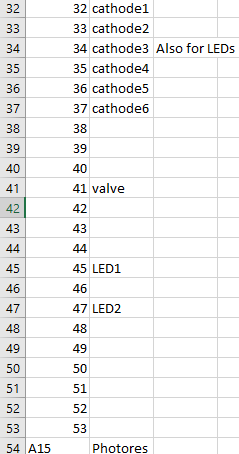 32 32 cathode1
33 33 cathode2
34 34 cathode3 Also for LEDs
35 35 cathode4
36 36 cathode5
37 37 cathode6
38 38
39 39
40 40
41 41 valve
42 42
43 43
44 44
45 45 LED1
46 46
47 47 LED2
48 48
49 49
50 50
51 51
52 52
53 53
54 A15 Photores